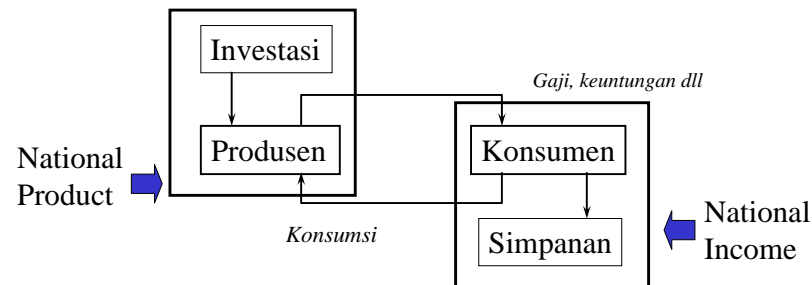 Investasi
Gaji, keuntungan dll
Produsen
Konsumen
National
Product
Konsumsi
Simpanan
National
Income